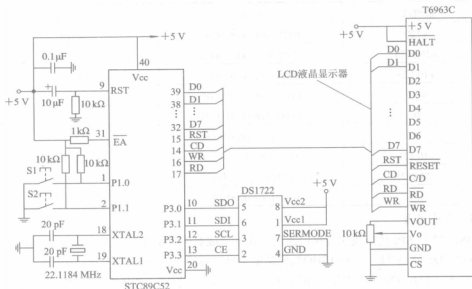 T6963C
+5 V
+5 V
+5 V
HALT
D0
D0
D1
D1
LCD液晶显示器
D2
D3
D4
D5
D6
D7
D7
RST
RESET
CD
C/D
RD
RD
WR
WR
VOUT
10 kΩ
Vo
GND
CS
0.1 μF
+5 V
+
10 μF
10 kΩ
1 kΩ
10 kΩ
10 kΩ
S1
S2
20 pF
20 pF
22.1184 MHz
40
Vcc
9
RST
31
EA
1
P1.0
2
P1.1
18
XTAL2
19
XTAL1
39
D0
38
D1
32
D7
15
RST
14
CD
16
WR
17
RD
P3.0
10
SDO
P3.1
11
SDI
P3.2
12
SCL
P3.3
13
CE
Vcc
20
STC89C52
DS1722
+5 V
5
8
Vcc2
6
1
Vcc1
3
7
SERMODE
2
4
GND